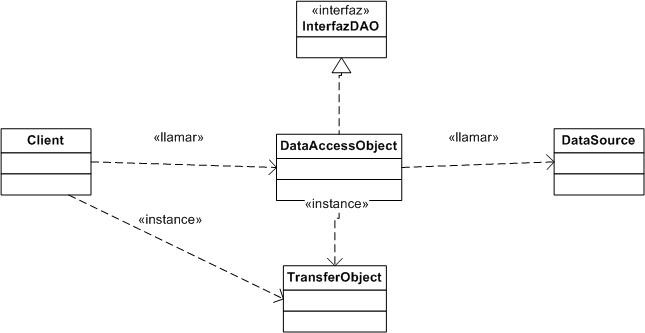 «interfaz»
InterfazDAO
Client
«llamar»
DataAccessObject
«llamar»
DataSource
«instance»
«instance»
TransferObject